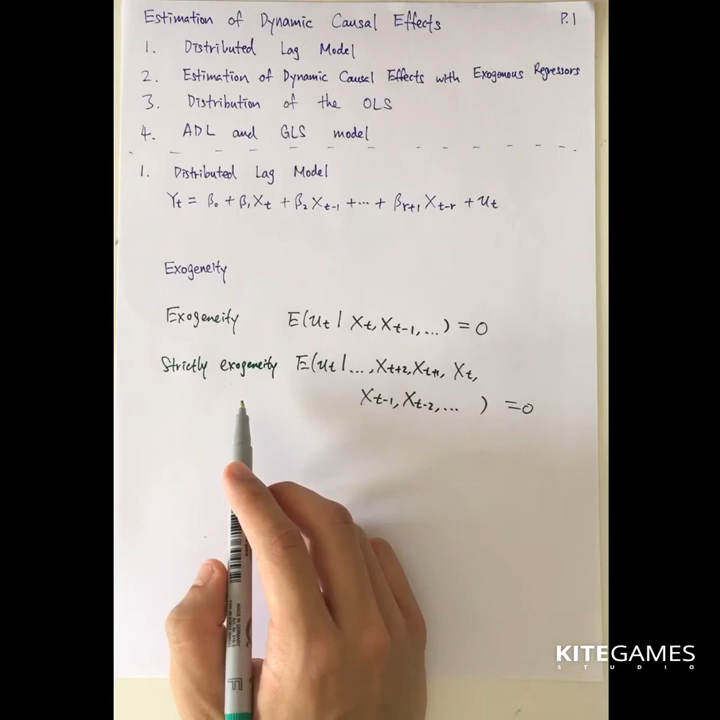 Estimation of Dynamic Causal Effects P.1
1. Distributed Lag Model
2. Estimation of Dynamic Causal Effects with Exogenous Regressors
3. Distribution of the OLS
4. ADL and GLS model
1. Distributed Lag Model
Yt = β0 + β1Xt + β2Xt-1 + ... + βr+1Xt-r + ut
Exogeneity
Exogeneity E(ut | Xt, Xt-1, ...) = 0
Strictly exogeneity E(ut | ..., Xt+2, Xt+1, Xt,
Xt-1, Xt-2, ... ) = 0
KITEGAMES
STUDIO